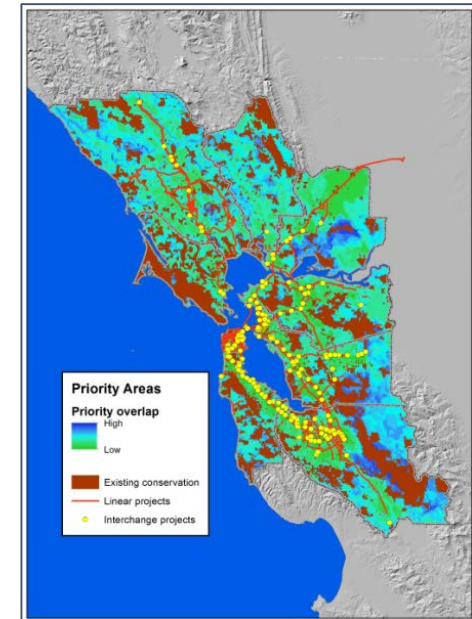 Priority Areas
Priority overlap
High
Low
Existing conservation
Linear projects
Interchange projects